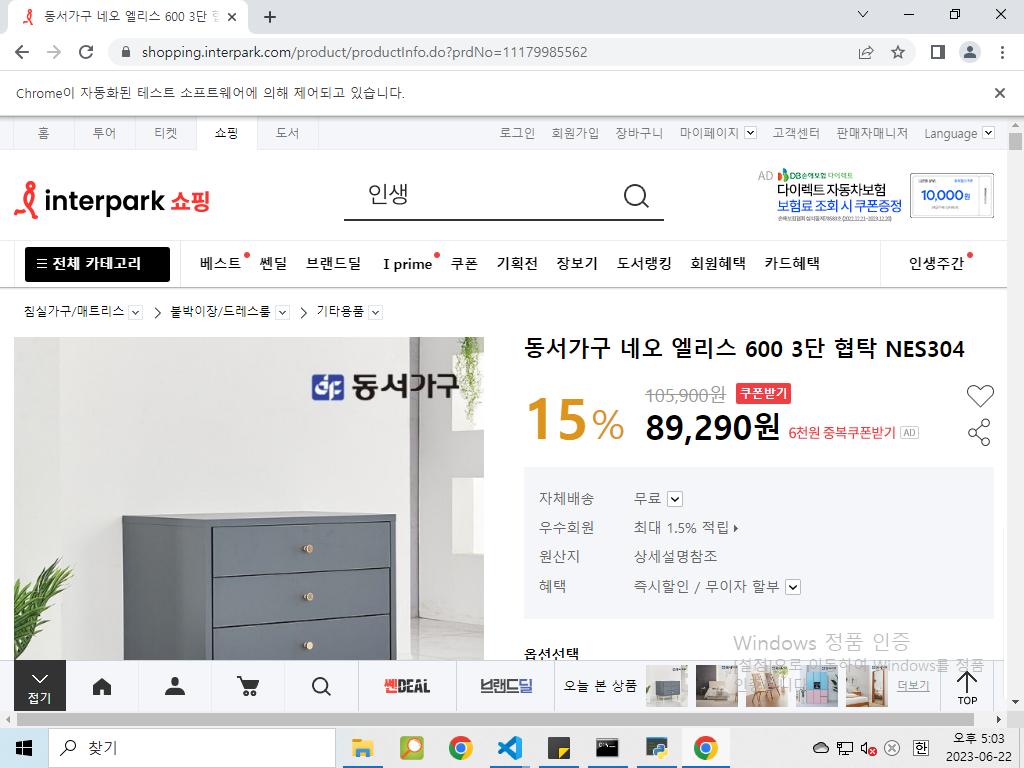 동서가구 네오 엘리스 600 3단 협
shopping.interpark.com/product/productInfo.do?prdNo=11179985562
Chrome이 자동화된 테스트 소프트웨어에 의해 제어되고 있습니다.
홈 투어 티켓 쇼핑 도서 로그인 회원가입 장바구니 마이페이지 고객센터 판매자매니저 Language
AD DB손해보험 다이렉트
다이렉트 자동차보험
보험료 조회 시 쿠폰증정
10,000원
interpark 쇼핑 인생
전체 카테고리 베스트 쎈딜 브랜드딜 I prime 쿠폰 기획전 장보기 도서랭킹 회원혜택 카드혜택 인생주간
침실가구/매트리스 > 붙박이장/드레스룸 > 기타용품
동서가구
동서가구 네오 엘리스 600 3단 협탁 NES304
15% 105,900원 쿠폰받기
89,290원 6천원 중복쿠폰받기 AD
자체배송 무료
우수회원 최대 1.5% 적립
원산지 상세설명참조
혜택 즉시할인 / 무이자 할부
옵션선택
Windows 정품 인증
[설정]으로 이동하여 Windows를 정품
인증합니다.
접기 쎈DEAL 브랜드딜 오늘 본 상품 더보기 TOP
찾기
한
오후 5:03
2023-06-22